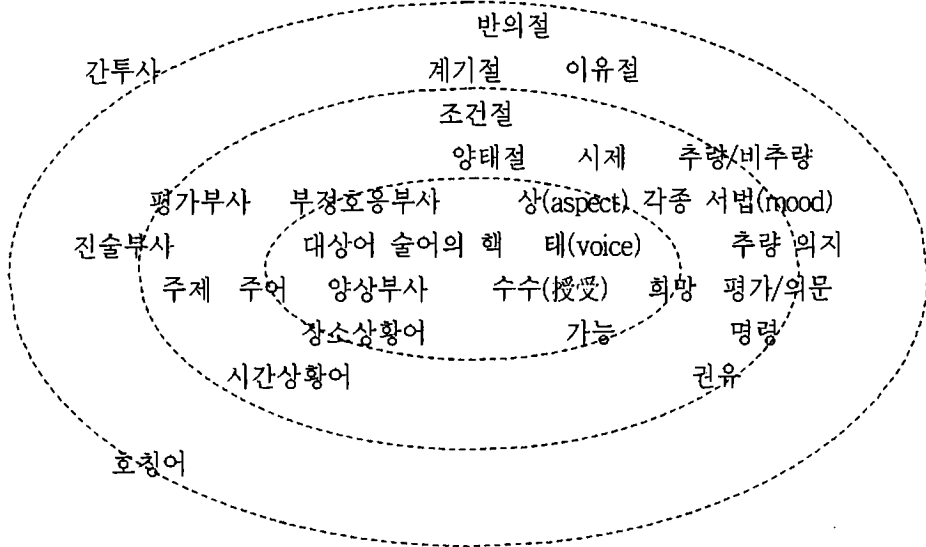 반의절
간투사 계기절 이유절
조건절
양태절 시제 추량/비추량
평가부사 부정호응부사 상(aspect) 각종 서법(mood)
진술부사 대상어 술어의 핵 태(voice) 추량 의지
주제 주어 양상부사 수수(授受) 희망 평가/의문
장소상황어 가능 명령
시간상황어 권유
호칭어